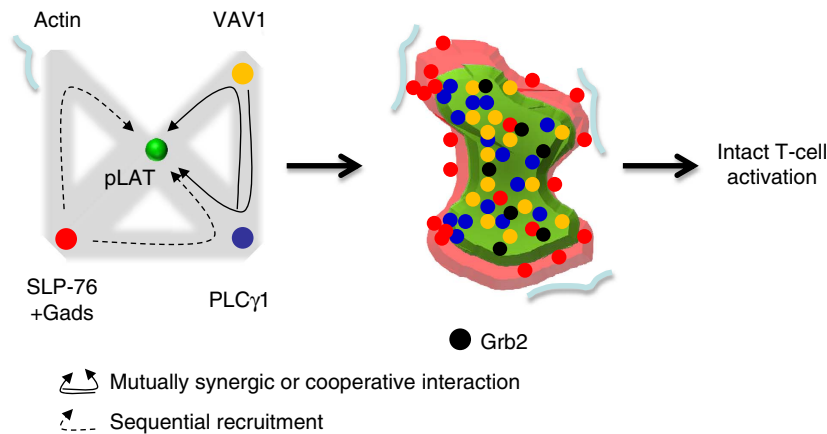 Actin
VAV1
pLAT
SLP-76
+Gads
PLCγ1
Intact T-cell
activation
Grb2
Mutually synergic or cooperative interaction
Sequential recruitment